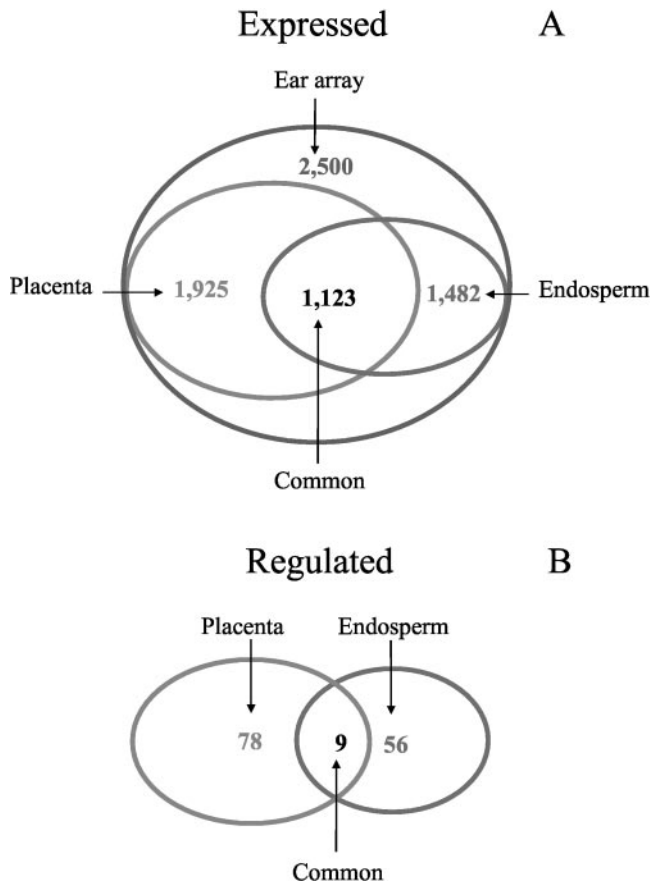 Expressed A
Ear array
2,500
Placenta 1,925 1,123 1,482 Endosperm
Common
Regulated B
Placenta Endosperm
78 9 56
Common